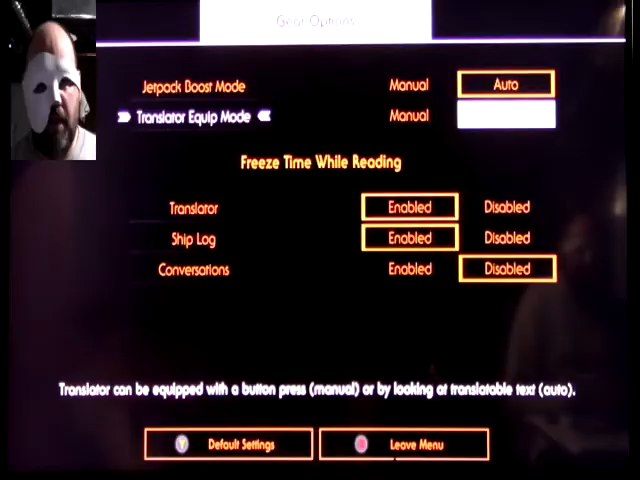 Gear Options
Jetpack Boost Mode Manual Auto
Translator Equip Mode Manual
Freeze Time While Reading
Translator Enabled Disabled
Ship Log Enabled Disabled
Conversations Enabled Disabled
Translator can be equipped with a button press (manual) or by looking at translatable text (auto).
Y Default Settings Leave Menu